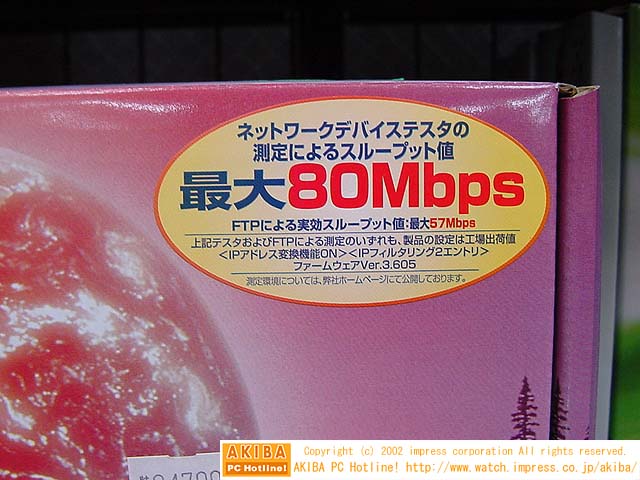 ネットワークデバイステスタの
測定によるスループット値
最大80Mbps
FTPによる実効スループット値:最大57Mbps
上記テスタおよびFTPによる測定のいずれも、製品の設定は工場出荷値
<IPアドレス変換機能ON> <IPフィルタリング2エントリ>
ファームウェアVer.3.605
測定環境については、弊社ホームページにて公開しております。
AKIBA
PC Hotline!
Copyright (c) 2002 impress corporation All rights reserved.
AKIBA PC Hotline! http://www.watch.impress.co.jp/akiba/